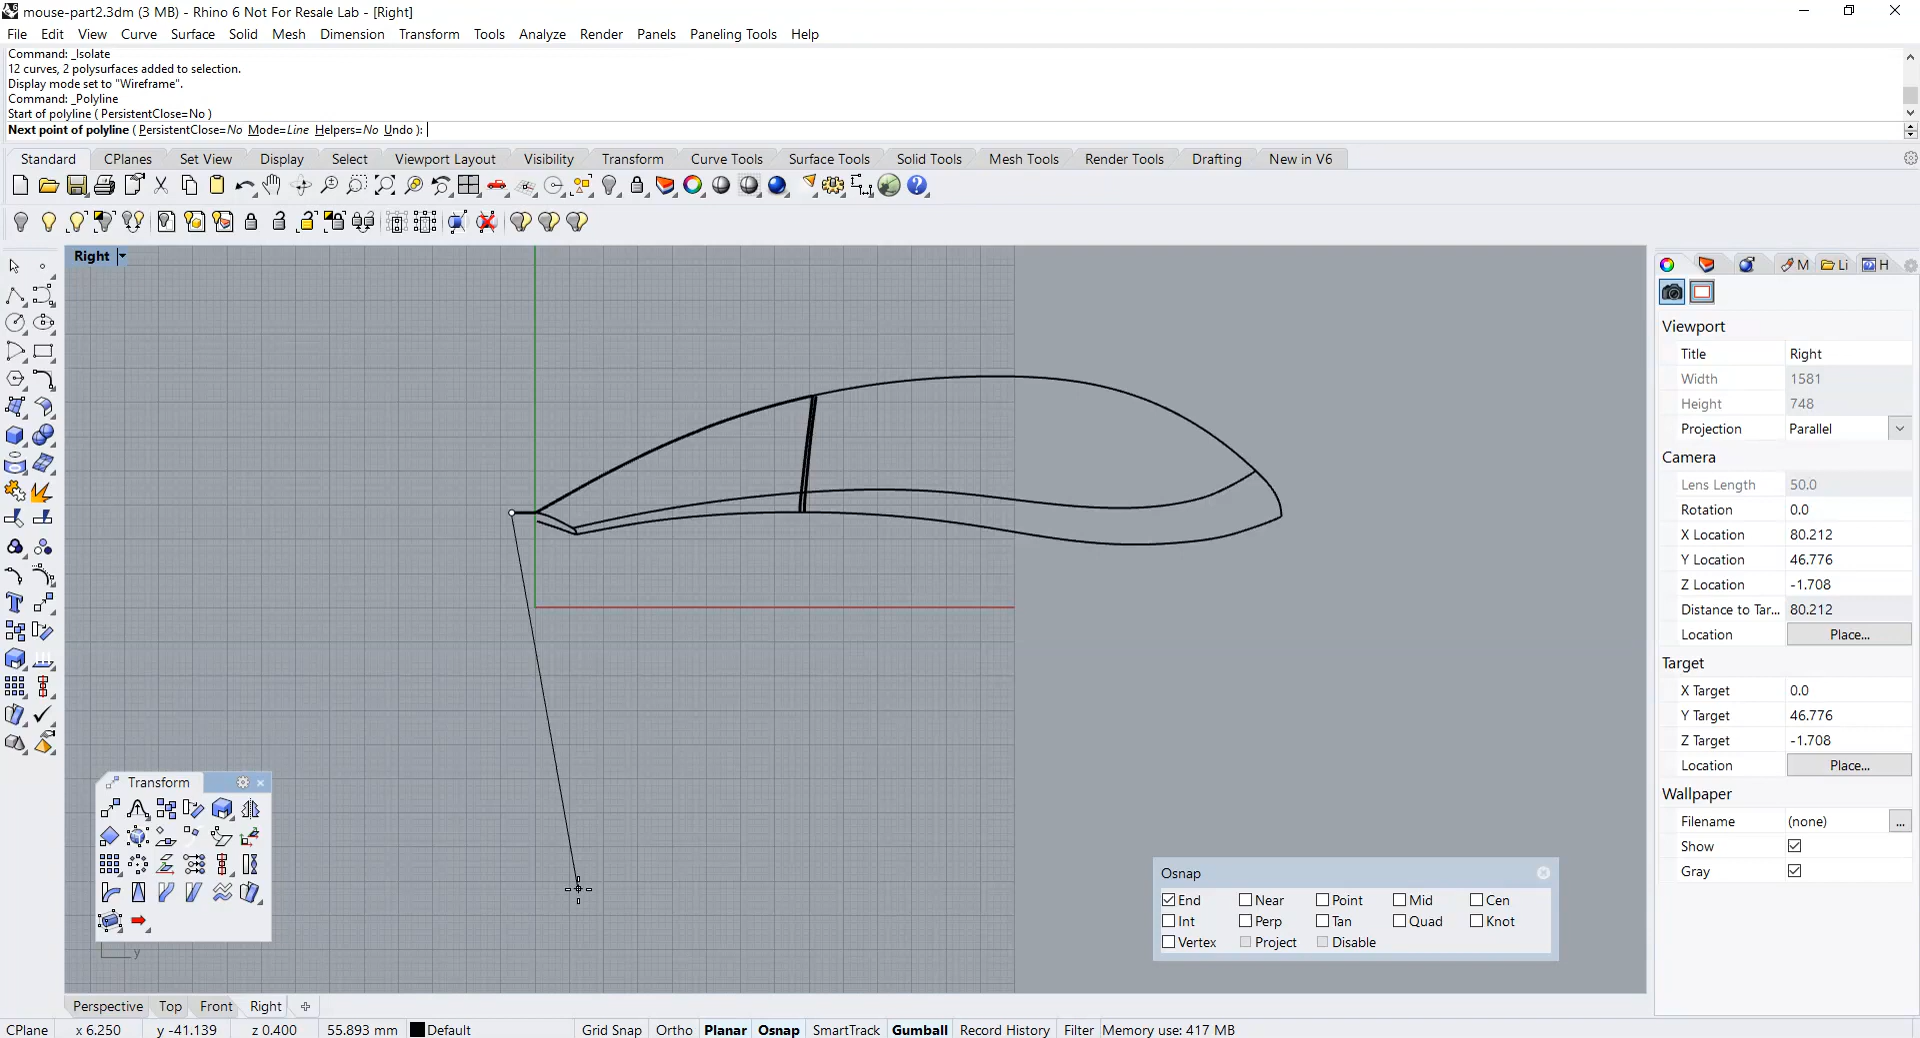 mouse-part2.3dm (3 MB) - Rhino 6 Not For Resale Lab - [Right]
File Edit View Curve Surface Solid Mesh Dimension Transform Tools Analyze Render Panels Paneling Tools Help
Command: _Isolate
12 curves, 2 polysurfaces added to selection.
Display mode set to "Wireframe".
Command: _Polyline
Start of polyline ( PersistentClose=No )
Next point of polyline ( PersistentClose=No Mode=Line Helpers=No Undo ):
Standard CPlanes Set View Display Select Viewport Layout Visibility Transform Curve Tools Surface Tools Solid Tools Mesh Tools Render Tools Drafting New in V6
Right
M Li H
Viewport
Title Right
Width 1581
Height 748
Projection Parallel
Camera
Lens Length 50.0
Rotation 0.0
X Location 80.212
Y Location 46.776
Z Location -1.708
Distance to Tar... 80.212
Location Place...
Target
X Target 0.0
Y Target 46.776
Z Target -1.708
Location Place...
Wallpaper
Filename (none) ...
Show
Gray
Transform
y
Osnap
End Near Point Mid Cen
Int Perp Tan Quad Knot
Vertex Project Disable
Perspective Top Front Right
CPlane x 6.250 y -41.139 z 0.400 55.893 mm Default Grid Snap Ortho Planar Osnap SmartTrack Gumball Record History Filter Memory use: 417 MB